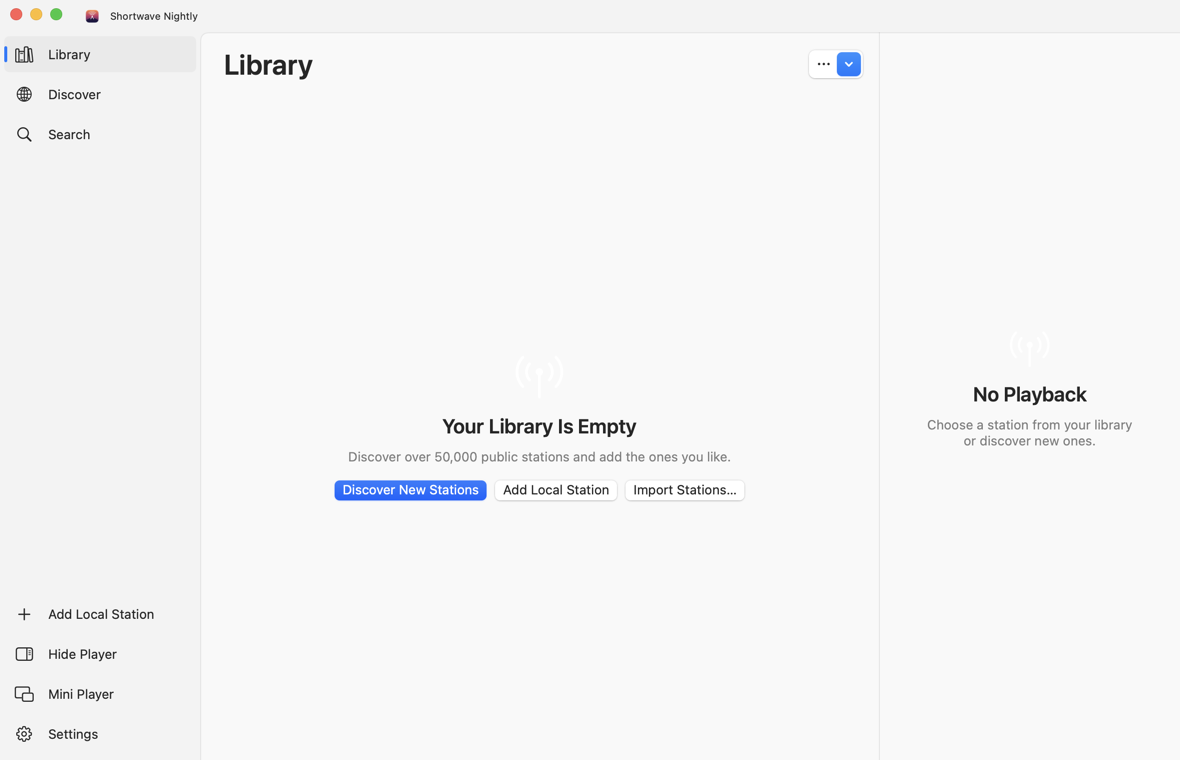 Shortwave Nightly
Library
Discover
Search
Add Local Station
Hide Player
Mini Player
Settings
Library
Your Library Is Empty
Discover over 50,000 public stations and add the ones you like.
Discover New Stations
Add Local Station
Import Stations...
No Playback
Choose a station from your library
or discover new ones.